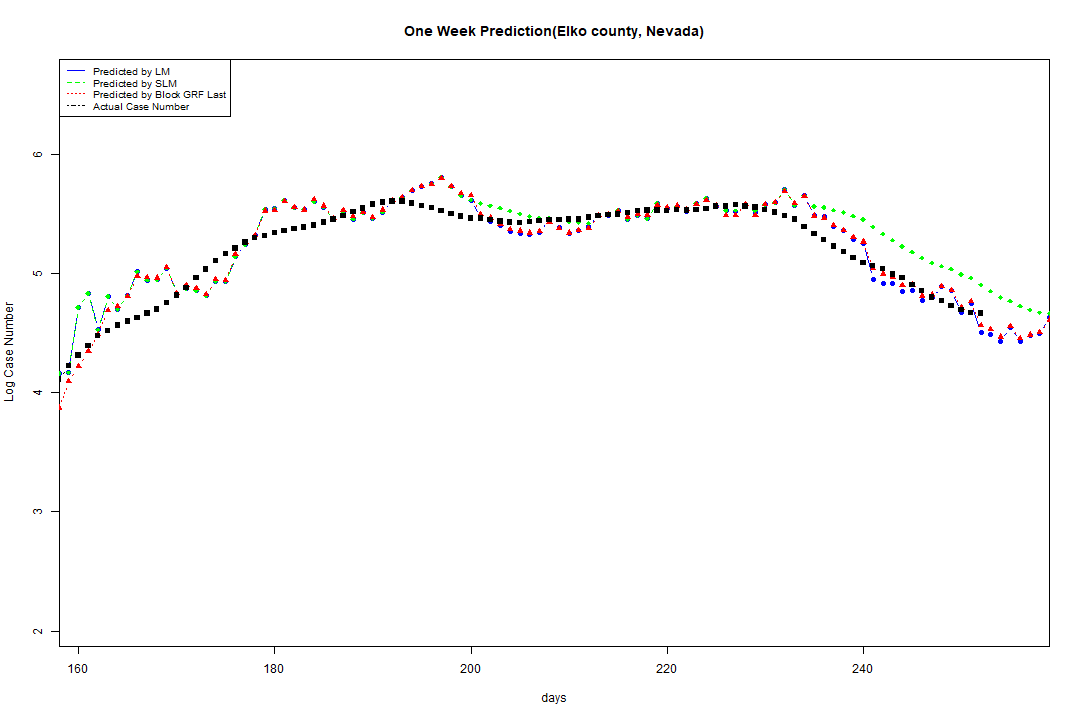 One Week Prediction(Elko county, Nevada)
Predicted by LM
Predicted by SLM
Predicted by Block GRF Last
Actual Case Number
6
5
4
3
2
Log Case Number
160 180 200 220 240
days